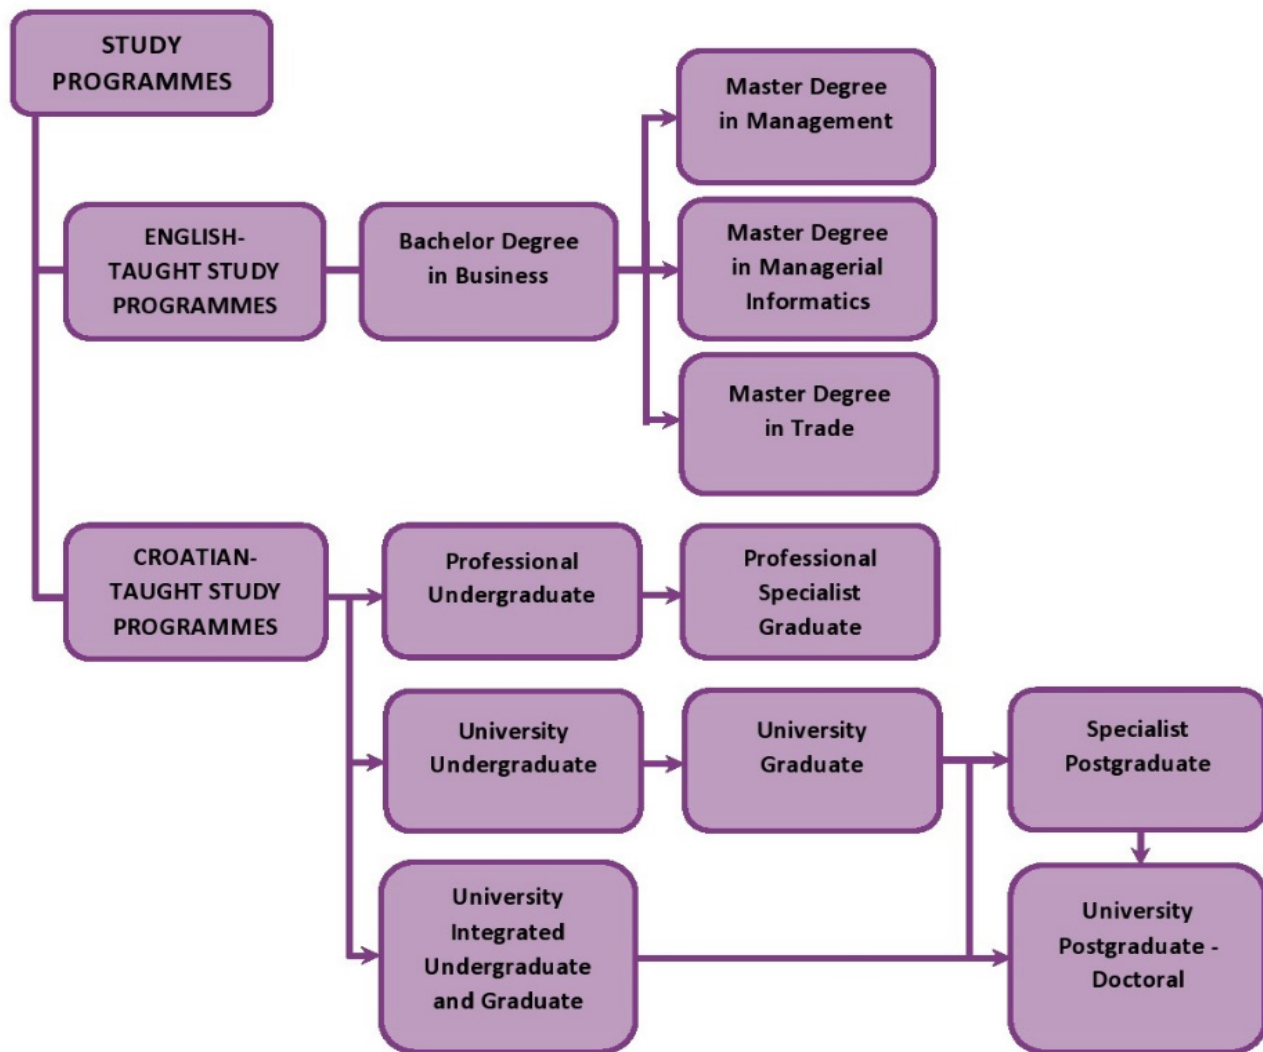 STUDY
PROGRAMMES
Master Degree
in Management
ENGLISH-
TAUGHT STUDY
PROGRAMMES
Bachelor Degree
in Business
Master Degree
in Managerial
Informatics
Master Degree
in Trade
CROATIAN-
TAUGHT STUDY
PROGRAMMES
Professional
Undergraduate
Professional
Specialist
Graduate
University
Undergraduate
University
Graduate
Specialist
Postgraduate
University
Integrated
Undergraduate
and Graduate
University
Postgraduate -
Doctoral